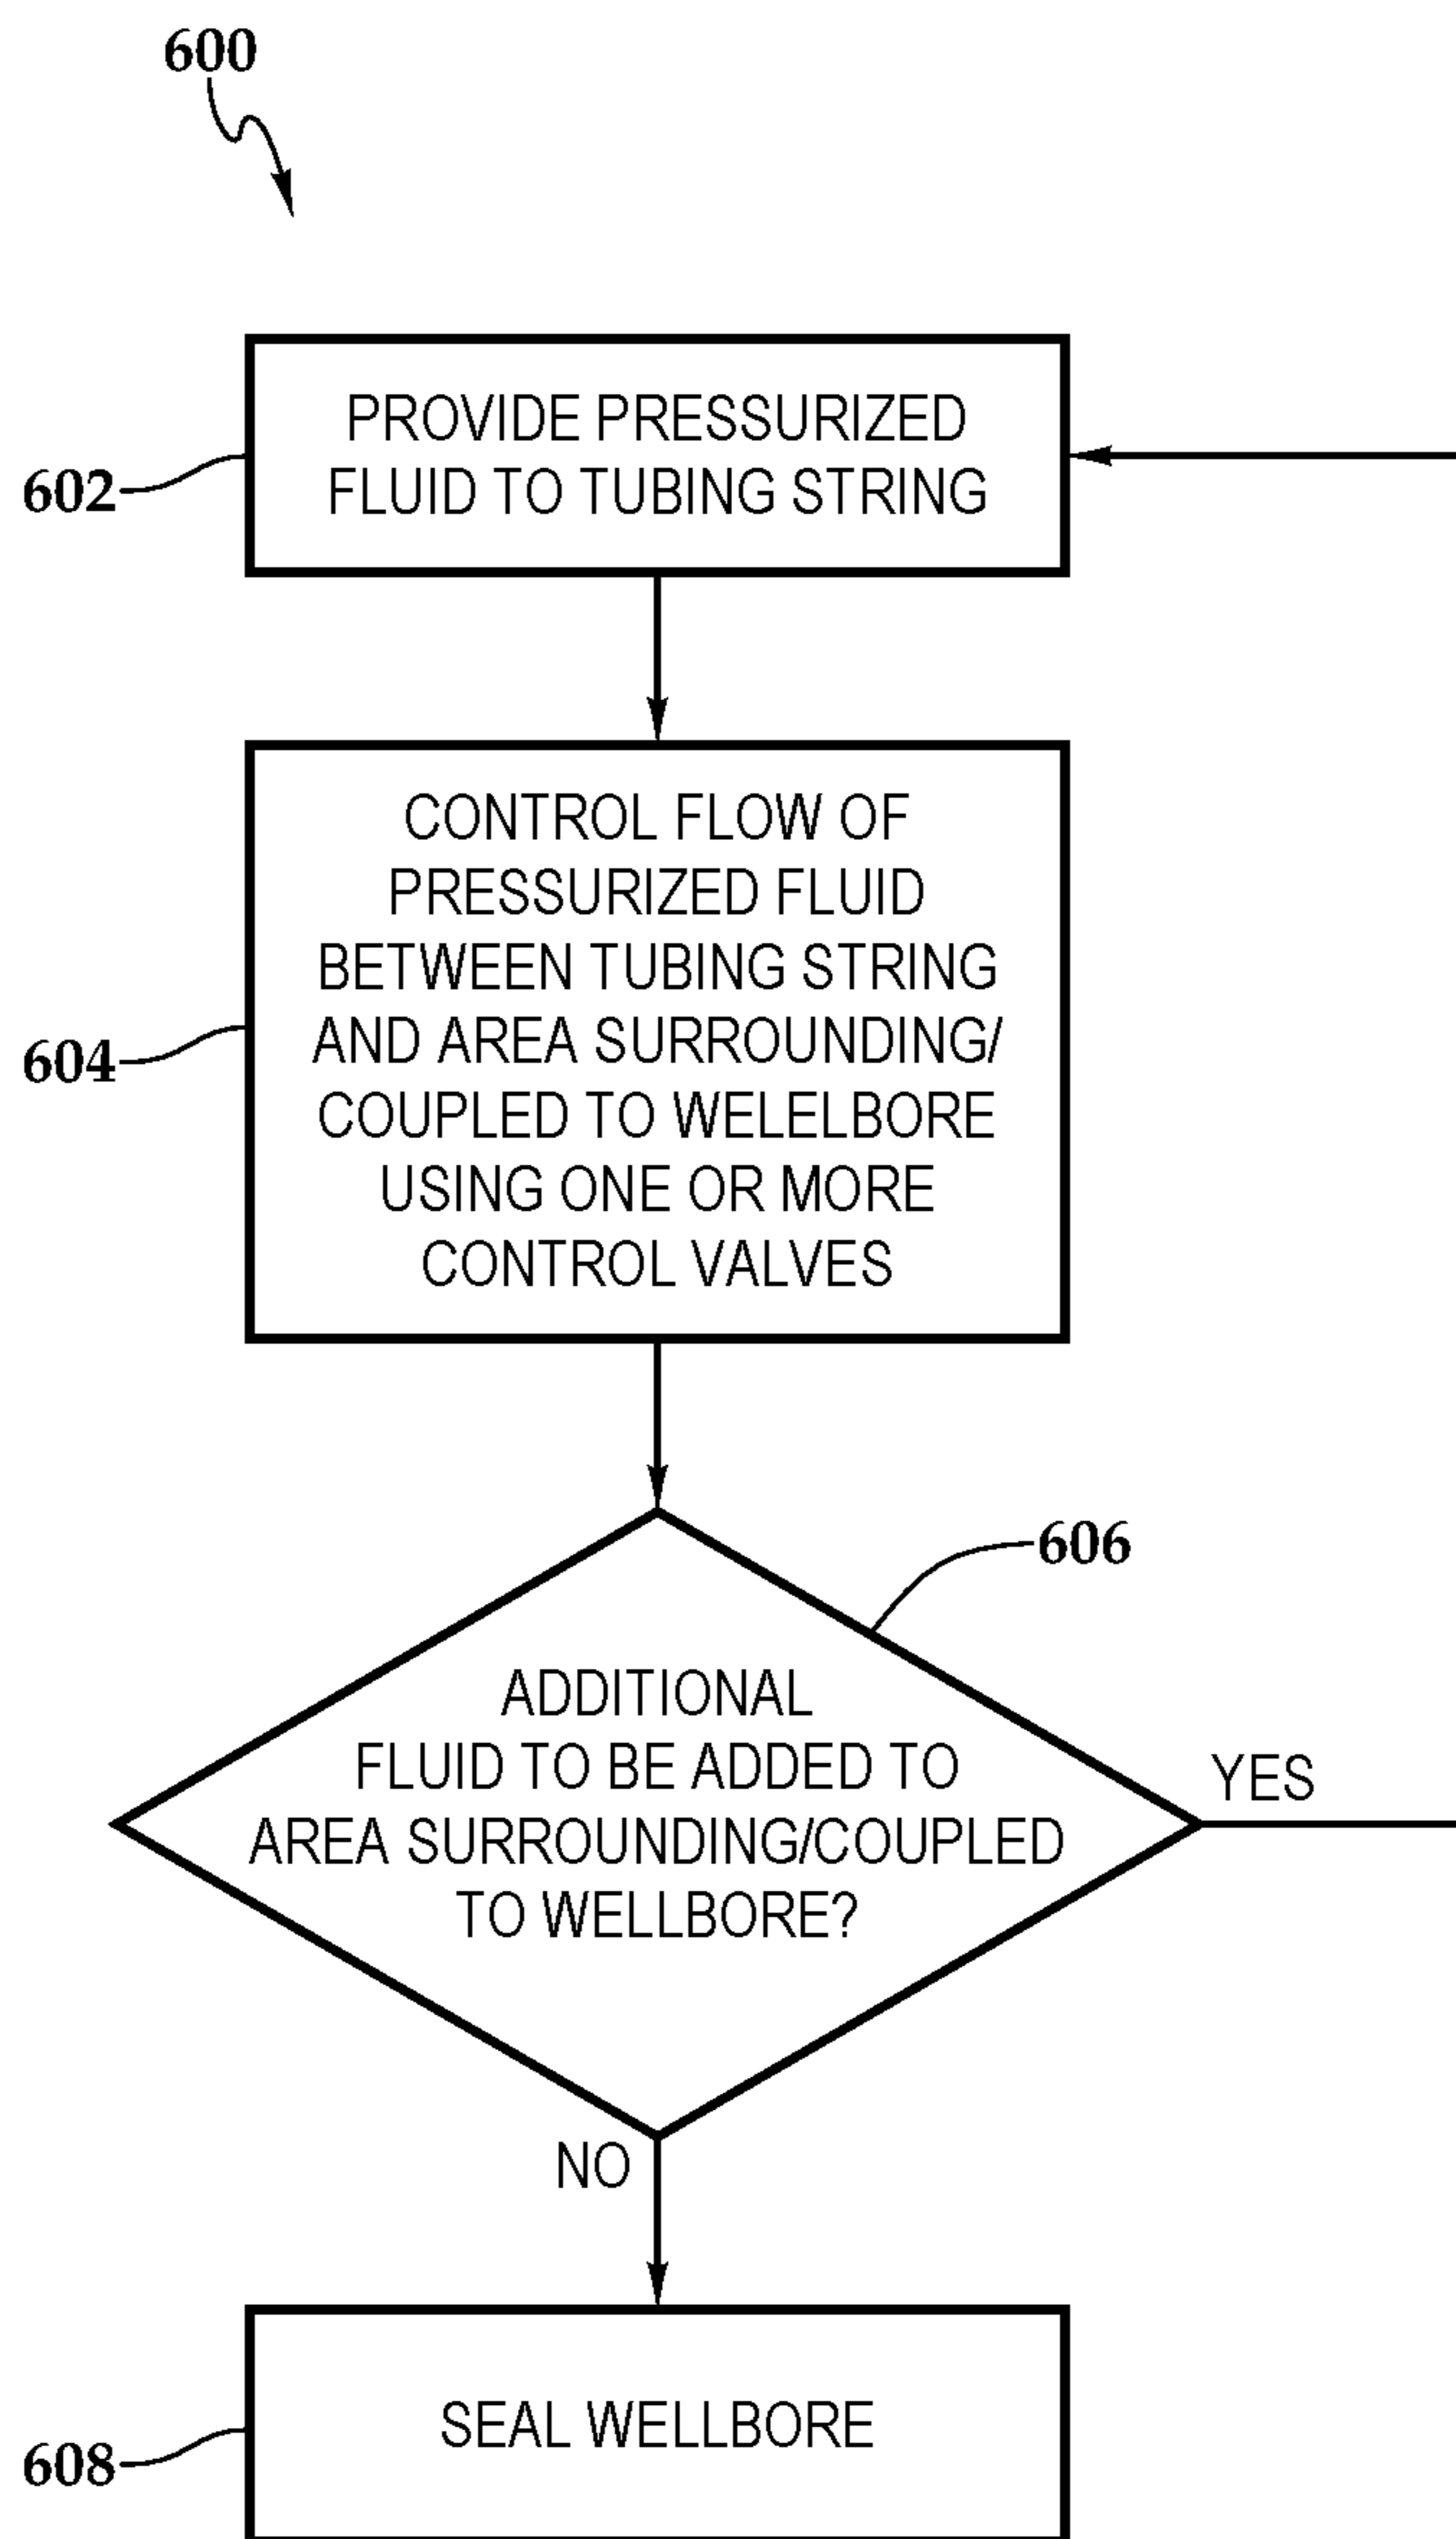 600
PROVIDE PRESSURIZED
FLUID TO TUBING STRING
602
CONTROL FLOW OF
PRESSURIZED FLUID
BETWEEN TUBING STRING
AND AREA SURROUNDING/
COUPLED TO WELELBORE
USING ONE OR MORE
CONTROL VALVES
604
606
ADDITIONAL
FLUID TO BE ADDED TO
AREA SURROUNDING/COUPLED
TO WELLBORE?
YES
NO
SEAL WELLBORE
608